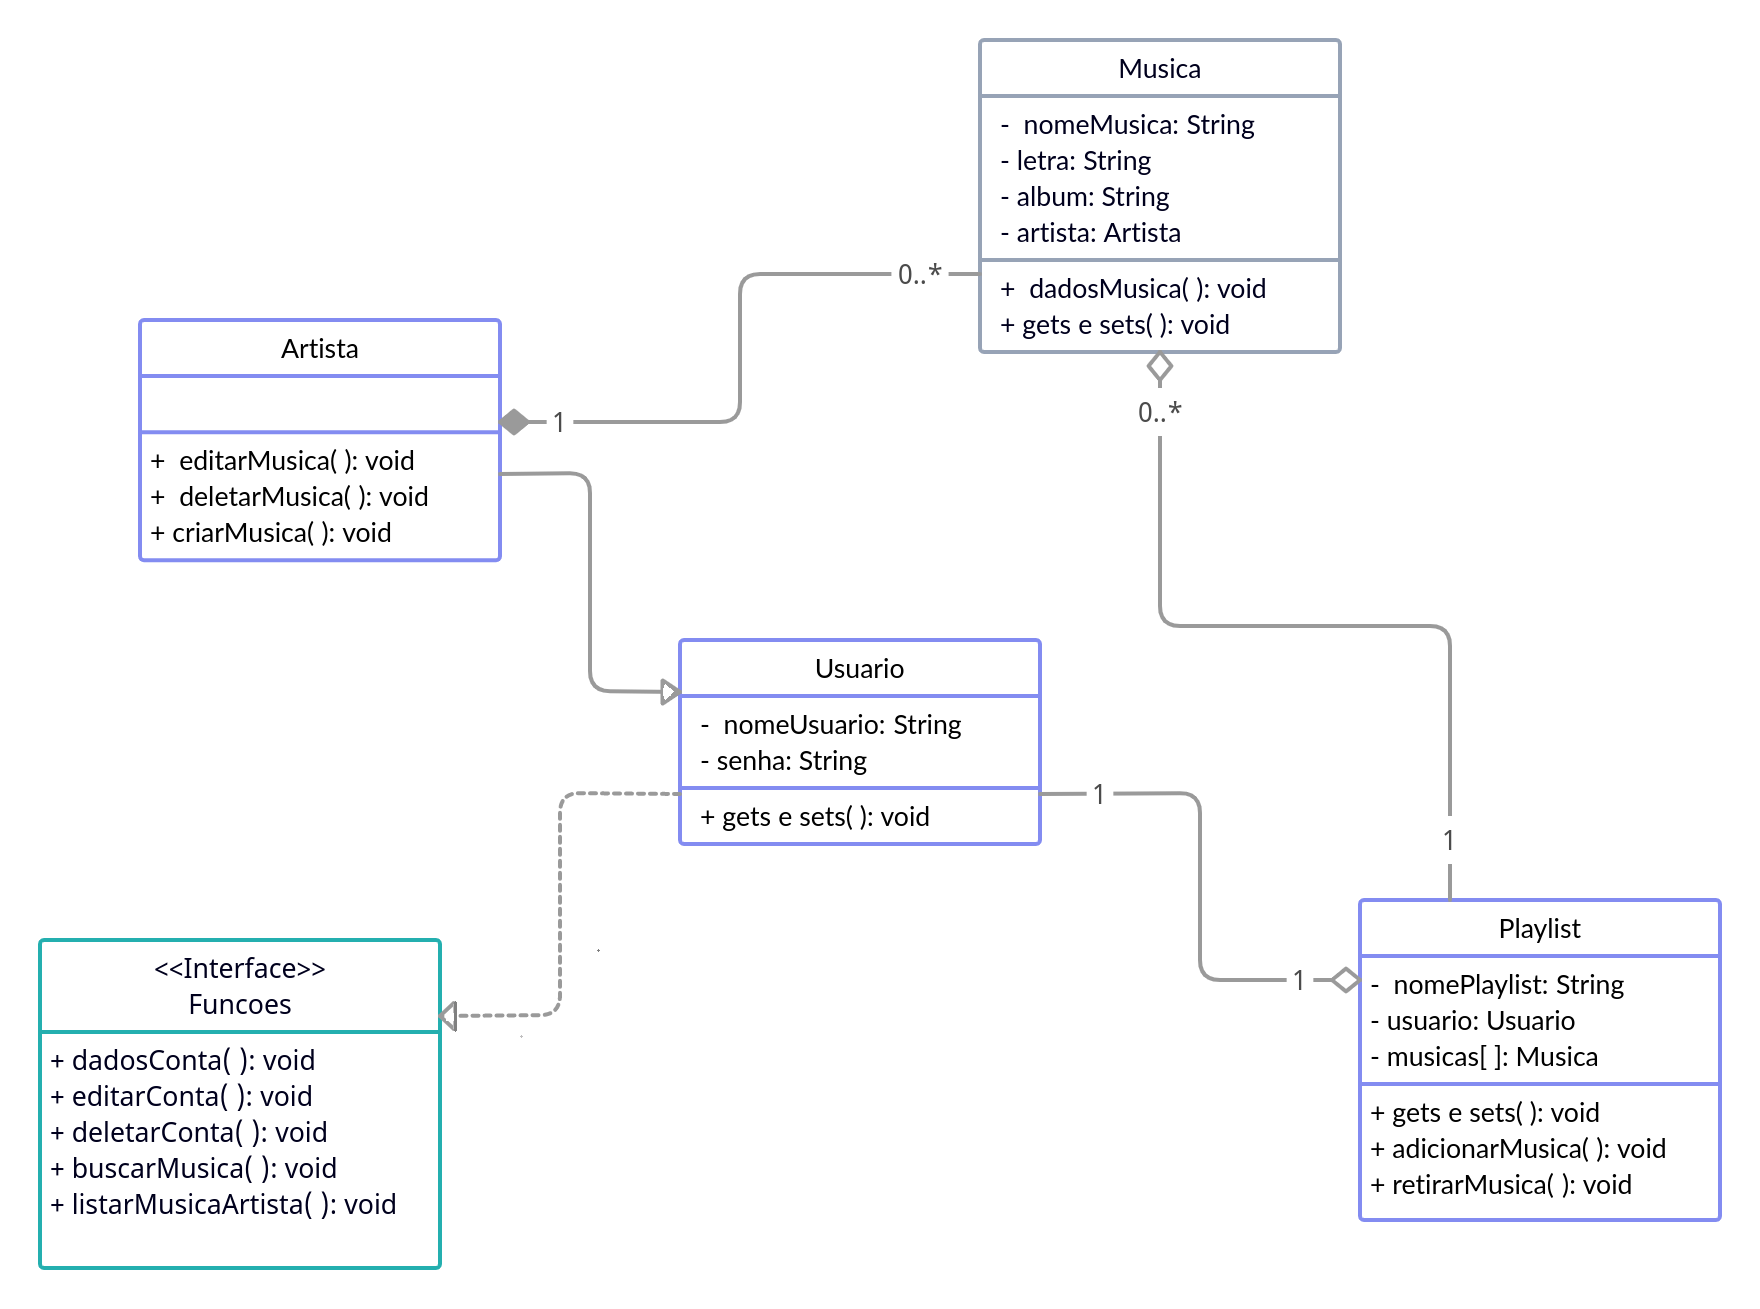 Musica
-  nomeMusica: String
- letra: String
- album: String
- artista: Artista
+  dadosMusica( ): void
+ gets e sets( ): void
0..*
0..*
Artista
1
+  editarMusica( ): void
+  deletarMusica( ): void
+ criarMusica( ): void
Usuario
-  nomeUsuario: String
- senha: String
+ gets e sets( ): void
1
1
1
<<Interface>>
Funcoes
+ dadosConta( ): void
+ editarConta( ): void
+ deletarConta( ): void
+ buscarMusica( ): void
+ listarMusicaArtista( ): void
Playlist
-  nomePlaylist: String
- usuario: Usuario
- musicas[ ]: Musica
+ gets e sets( ): void
+ adicionarMusica( ): void
+ retirarMusica( ): void